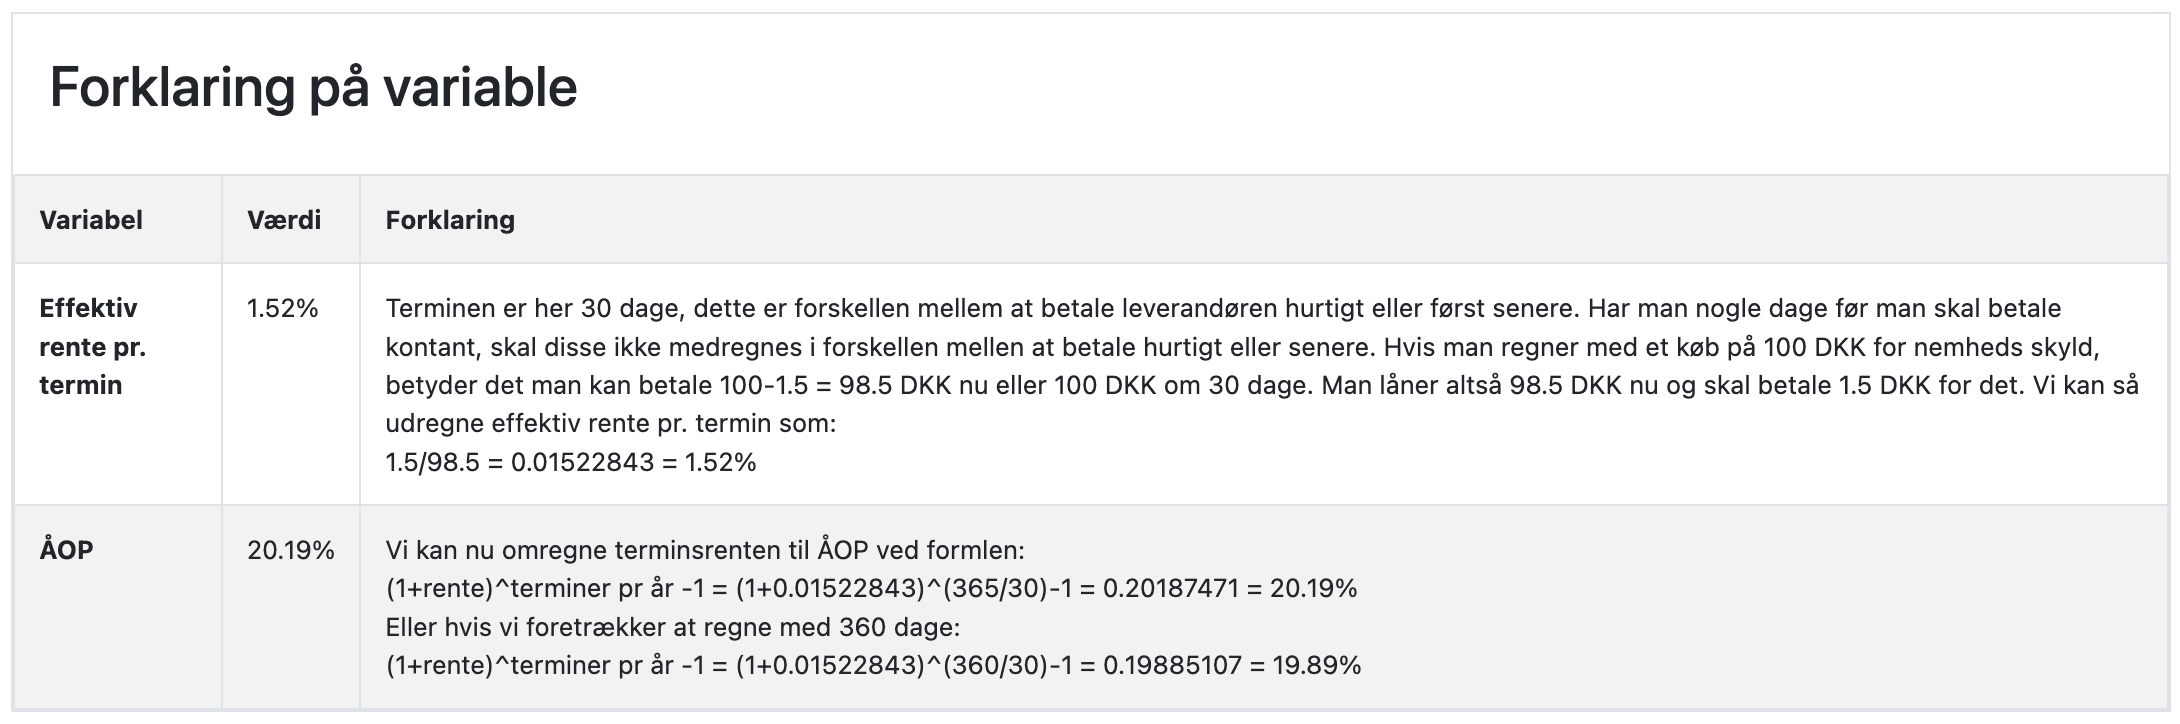 Forklaring på variable
Variabel Værdi Forklaring
Effektiv rente pr. termin
1.52%
Terminen er her 30 dage, dette er forskellen mellem at betale leverandøren hurtigt eller først senere. Har man nogle dage før man skal betale
kontant, skal disse ikke medregnes i forskellen mellen at betale hurtigt eller senere. Hvis man regner med et køb på 100 DKK for nemheds skyld,
betyder det man kan betale 100-1.5 = 98.5 DKK nu eller 100 DKK om 30 dage. Man låner altså 98.5 DKK nu og skal betale 1.5 DKK for det. Vi kan så
udregne effektiv rente pr. termin som:
1.5/98.5 = 0.01522843 = 1.52%
ÅOP
20.19%
Vi kan nu omregne terminsrenten til ÅOP ved formlen:
(1+rente)^terminer pr år -1 = (1+0.01522843)^(365/30)-1 = 0.20187471 = 20.19%
Eller hvis vi foretrækker at regne med 360 dage:
(1+rente)^terminer pr år -1 = (1+0.01522843)^(360/30)-1 = 0.19885107 = 19.89%